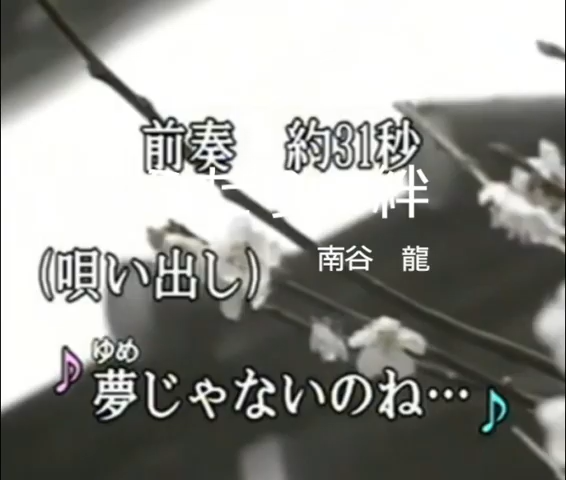 前奏 約31秒
絆
南谷 龍
(唄い出し)
ゆめ
♪夢じゃないのね…♪